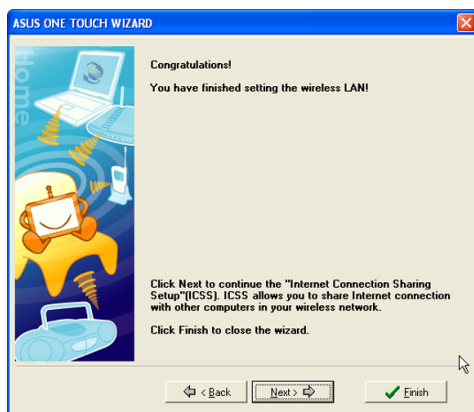 ASUS ONE TOUCH WIZARD
Home
Congratulations!
You have finished setting the wireless LAN!
Click Next to continue the "Internet Connection Sharing
Setup"(ICSS). ICSS allows you to share Internet connection
with other computers in your wireless network.
Click Finish to close the wizard.
< Back
Next >
Finish